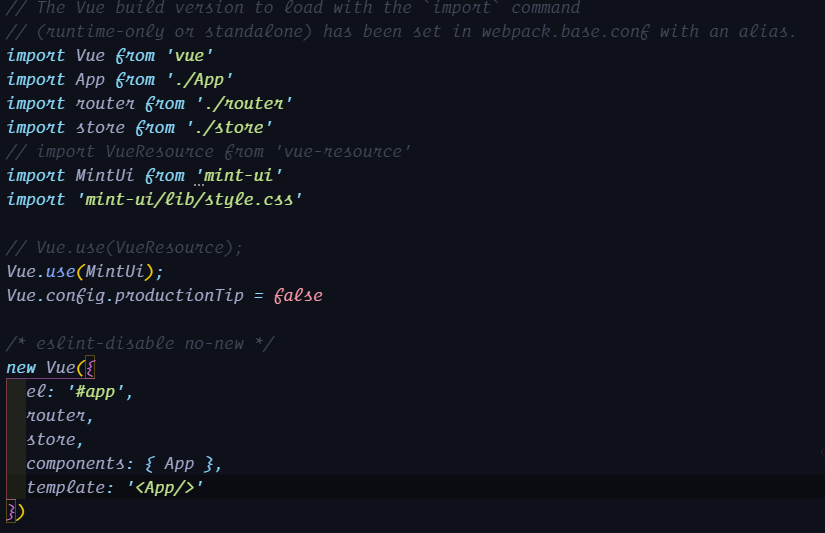 // The Vue build version to load with the `import` command
// (runtime-only or standalone) has been set in webpack.base.conf with an alias.
import Vue from 'vue'
import App from './App'
import router from './router'
import store from './store'
// import VueResource from 'vue-resource'
import MintUi from 'mint-ui'
import 'mint-ui/lib/style.css'

// Vue.use(VueResource);
Vue.use(MintUi);
Vue.config.productionTip = false

/* eslint-disable no-new */
new Vue({
  el: '#app',
  router,
  store,
  components: { App },
  template: '<App/>'
})